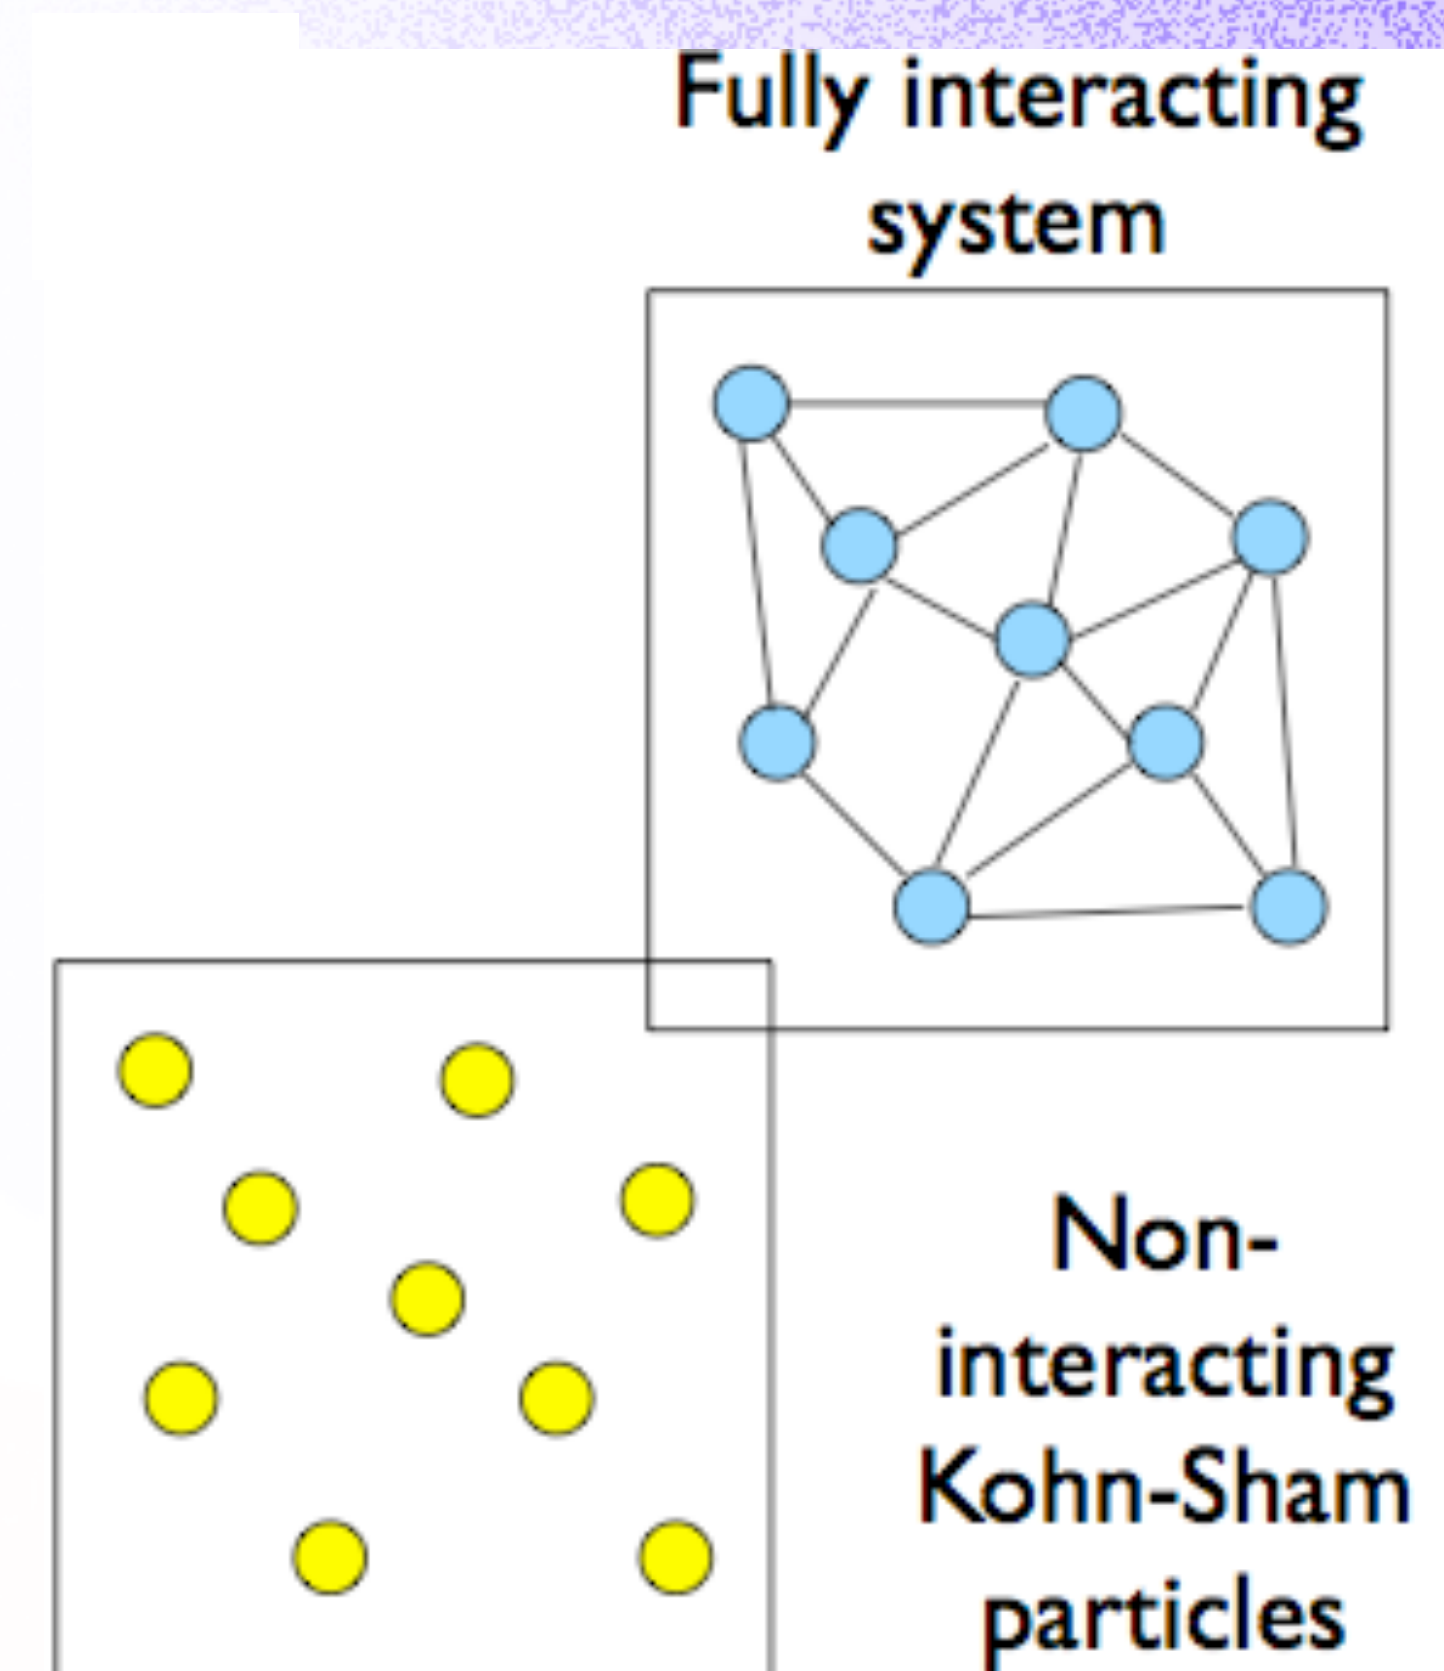 Fully interacting
system
Non-
interacting
Kohn-Sham
particles